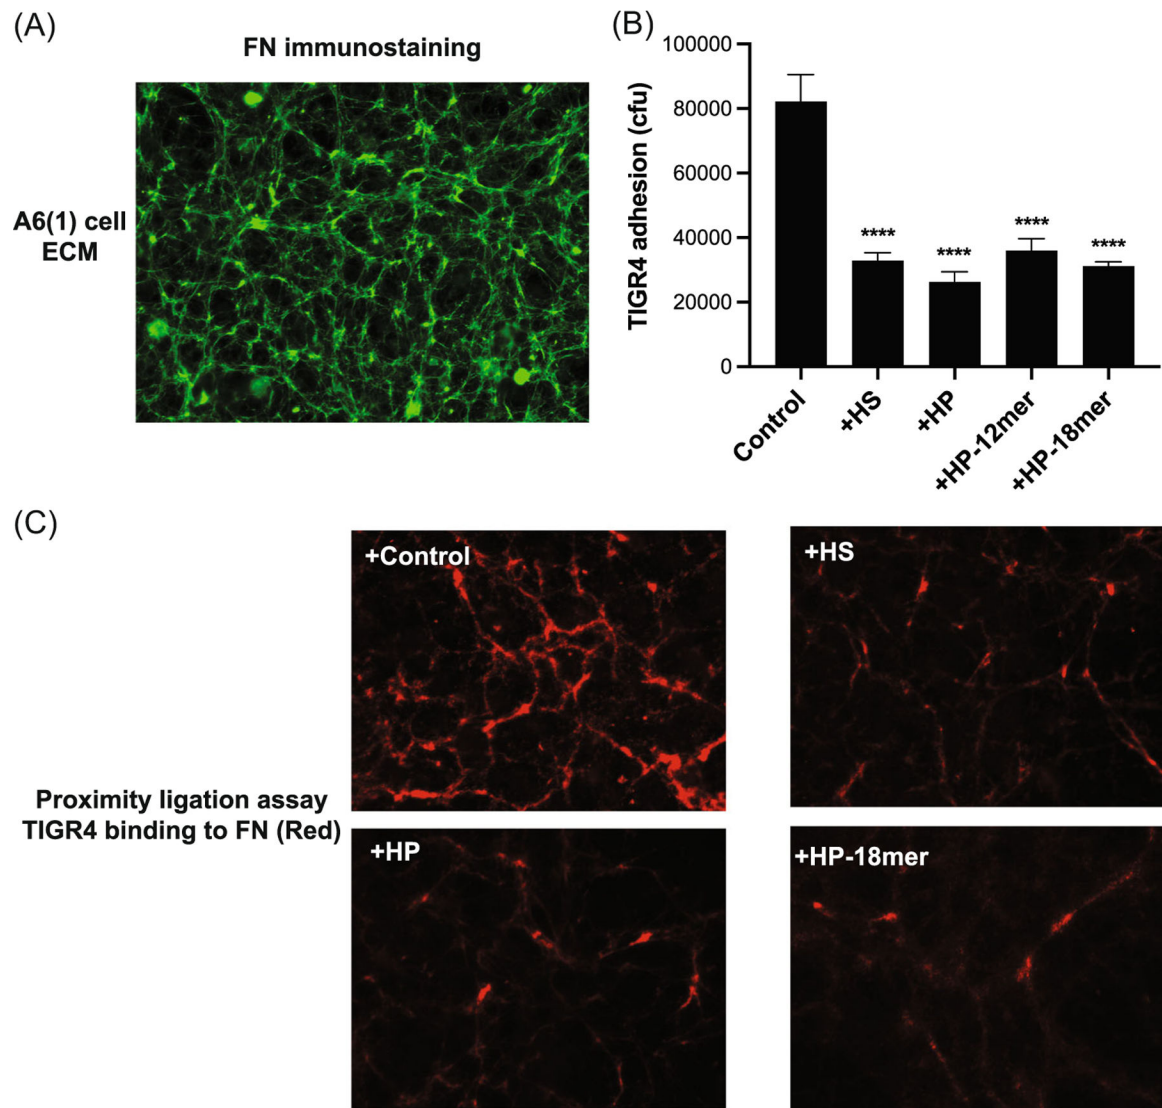 (A)
FN immunostaining
A6(1) cell
ECM
(B)
TIGR4 adhesion (cfu)
100000
80000
60000
40000
20000
0
****
****
****
****
Control
+HS
+HP
+HP-12mer
+HP-18mer
(C)
+Control
+HS
Proximity ligation assay
TIGR4 binding to FN (Red)
+HP
+HP-18mer